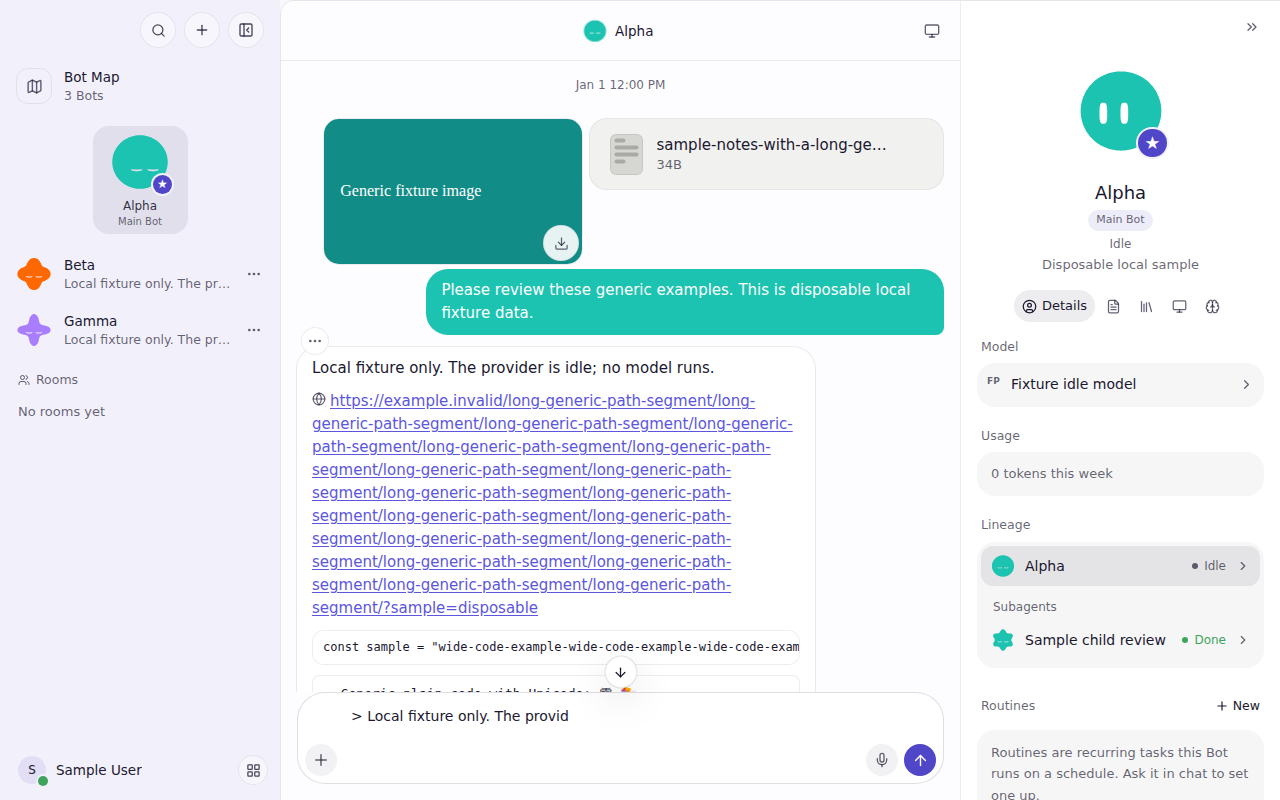 Bot Map
3 Bots
Alpha
Main Bot
Beta
Local fixture only. The pr...
Gamma
Local fixture only. The pr...
Rooms
No rooms yet
S
Sample User
Alpha
Jan 1 12:00 PM
Generic fixture image
sample-notes-with-a-long-ge...
34B
Please review these generic examples. This is disposable local
fixture data.
Local fixture only. The provider is idle; no model runs.
https://example.invalid/long-generic-path-segment/long-
generic-path-segment/long-generic-path-segment/long-generic-
path-segment/long-generic-path-segment/long-generic-path-
segment/long-generic-path-segment/long-generic-path-
segment/long-generic-path-segment/long-generic-path-
segment/long-generic-path-segment/long-generic-path-
segment/long-generic-path-segment/long-generic-path-
segment/long-generic-path-segment/long-generic-path-
segment/long-generic-path-segment/long-generic-path-
segment/?sample=disposable
const sample = "wide-code-example-wide-code-example-wide-code-exam
Generic plain code with Unicode:
> Local fixture only. The provid
Alpha
Main Bot
Idle
Disposable local sample
Details
Model
FP Fixture idle model
Usage
0 tokens this week
Lineage
Alpha Idle
Subagents
Sample child review Done
Routines New
Routines are recurring tasks this Bot
runs on a schedule. Ask it in chat to set
one up.